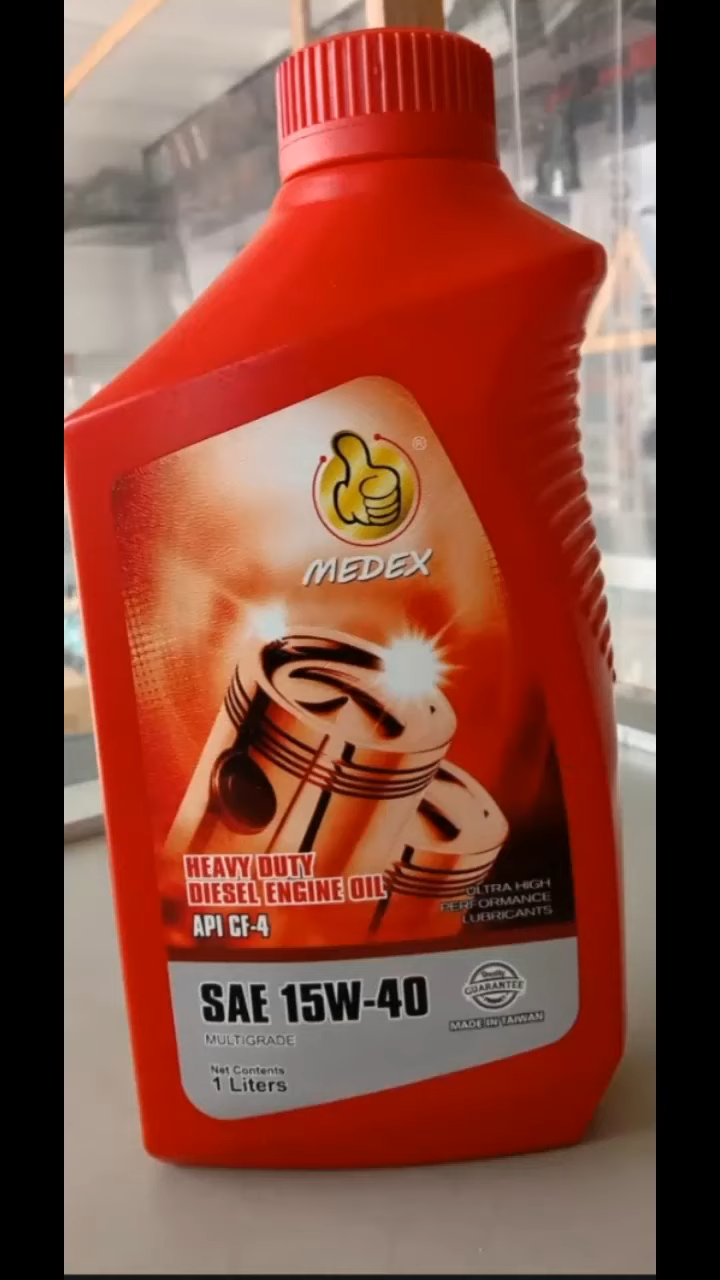 ®
MEDEX
HEAVY DUTY
DIESEL ENGINE OIL
API CF-4
ULTRA HIGH
PERFORMANCE
LUBRICANTS
SAE 15W-40
MULTIGRADE
Quality
GUARANTEE
MADE IN TAIWAN
Net Contents
1 Liters